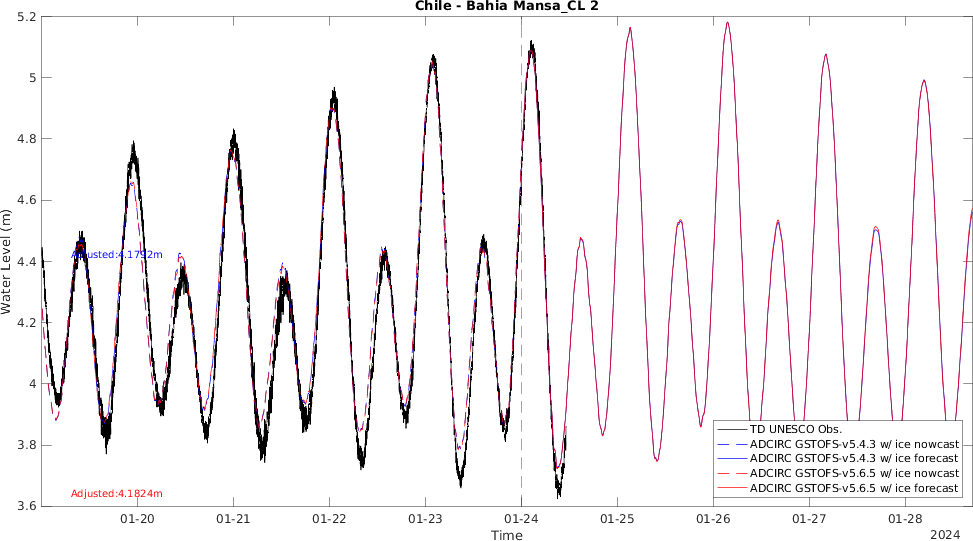 Chile - Bahia Mansa_CL 2
Water Level (m)
5.2
5
4.8
4.6
4.4
4.2
4
3.8
3.6
Adjusted:4.1792m
Adjusted:4.1824m
TD UNESCO Obs.
ADCIRC GSTOFS-v5.4.3 w/ ice nowcast
ADCIRC GSTOFS-v5.4.3 w/ ice forecast
ADCIRC GSTOFS-v5.6.5 w/ ice nowcast
ADCIRC GSTOFS-v5.6.5 w/ ice forecast
01-20 01-21 01-22 01-23 01-24 01-25 01-26 01-27 01-28
Time
2024